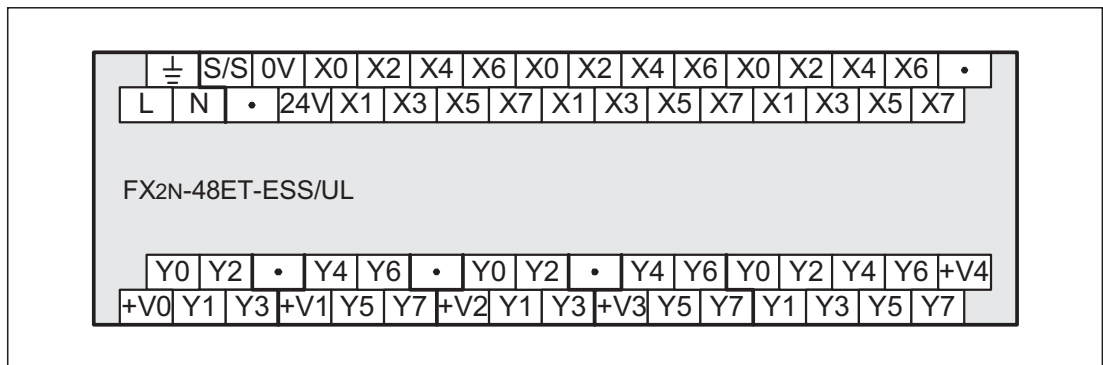 ⏚ S/S 0V X0 X2 X4 X6 X0 X2 X4 X6 X0 X2 X4 X6 •
L N • 24V X1 X3 X5 X7 X1 X3 X5 X7 X1 X3 X5 X7
FX2N-48ET-ESS/UL
Y0 Y2 • Y4 Y6 • Y0 Y2 • Y4 Y6 Y0 Y2 Y4 Y6 +V4
+V0 Y1 Y3 +V1 Y5 Y7 +V2 Y1 Y3 +V3 Y5 Y7 Y1 Y3 Y5 Y7